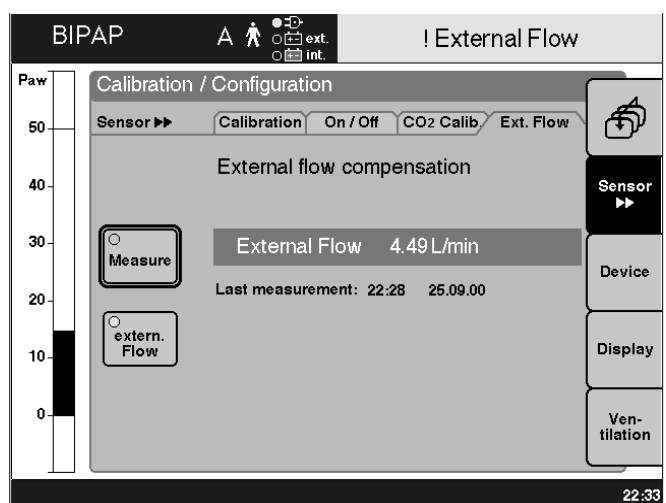 BIPAP
A
ext.
int.
! External Flow
Paw
50
40
30
20
10
0
Calibration / Configuration
Sensor ▶▶
Calibration
On / Off
CO2 Calib.
Ext. Flow
External flow compensation
Measure
External Flow 4.49 L/min
Last measurement: 22:28 25.09.00
extern.
Flow
Sensor
▶▶
Device
Display
Ven-
tilation
22:33